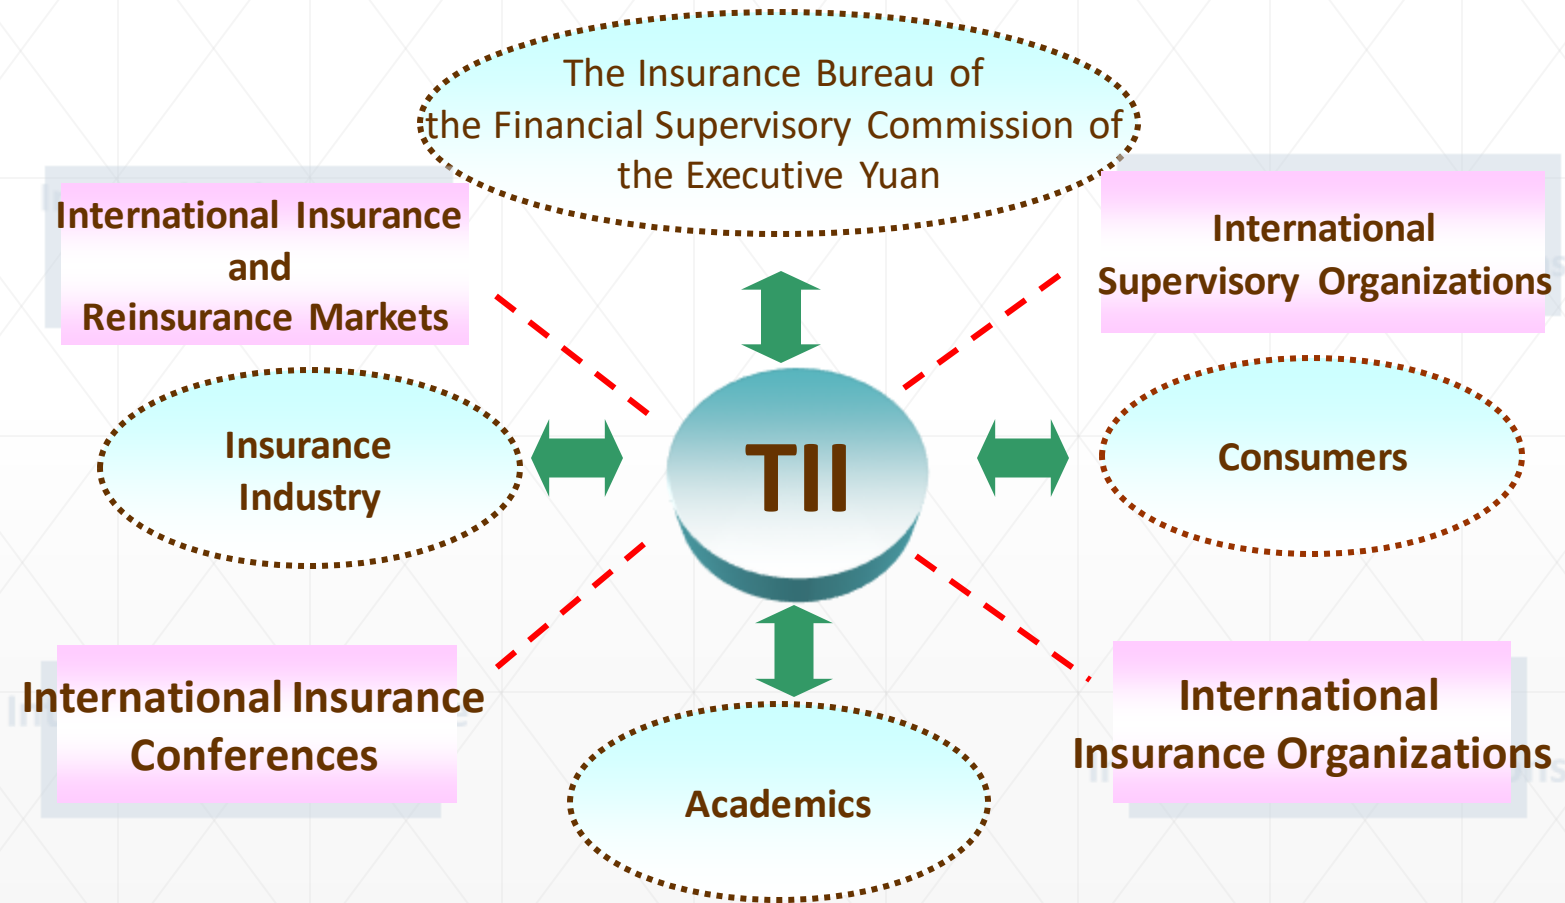 The Insurance Bureau of
the Financial Supervisory Commission of
the Executive Yuan
International Insurance
and
Reinsurance Markets
International
Supervisory Organizations
Insurance
Industry
TII
Consumers
International Insurance
Conferences
Academics
International
Insurance Organizations